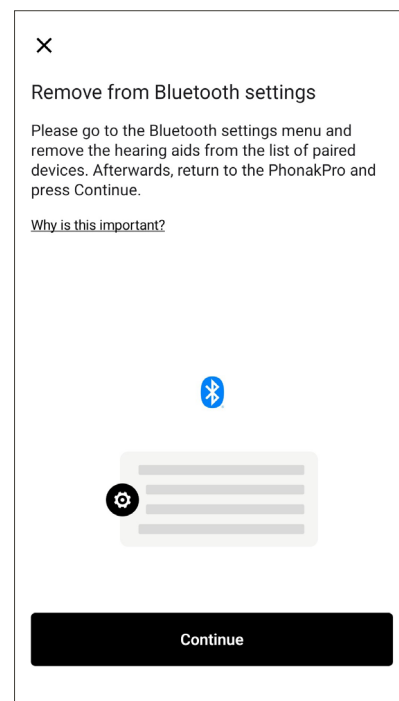 Remove from Bluetooth settings
Please go to the Bluetooth settings menu and
remove the hearing aids from the list of paired
devices. Afterwards, return to the PhonakPro and
press Continue.
Why is this important?
Continue